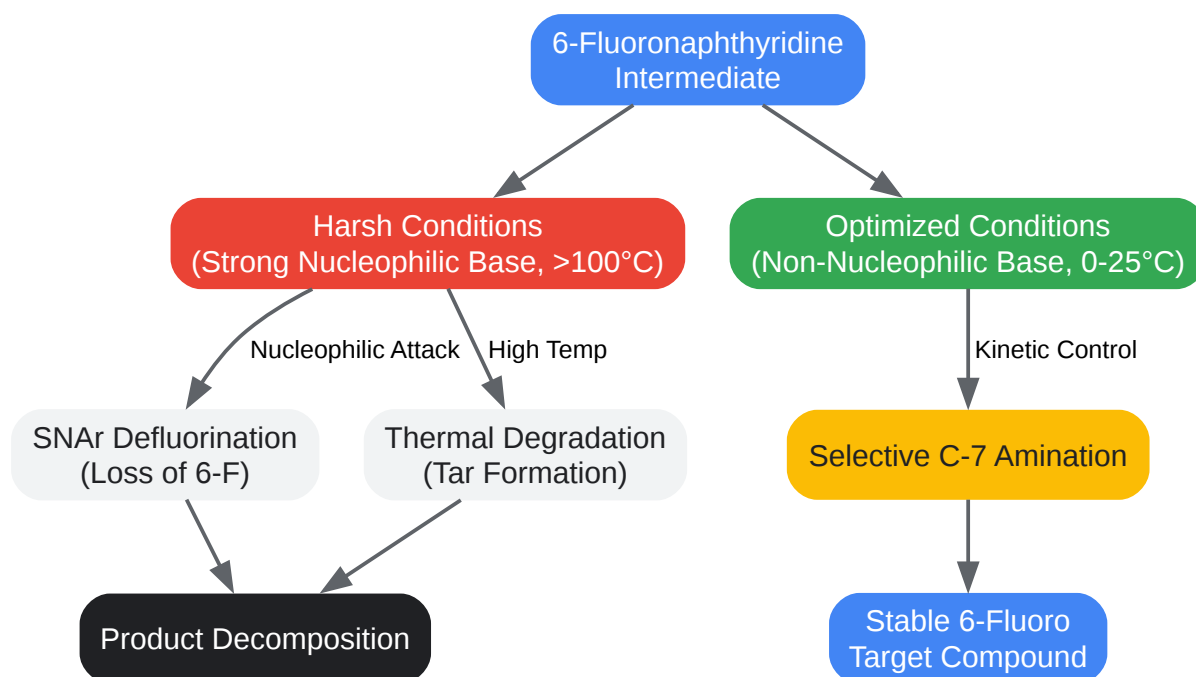 6-Fluoronaphthyridine
Intermediate
Harsh Conditions
(Strong Nucleophilic Base, >100°C)
Optimized Conditions
(Non-Nucleophilic Base, 0-25°C)
Nucleophilic Attack
High Temp
Kinetic Control
SNAr Defluorination
(Loss of 6-F)
Thermal Degradation
(Tar Formation)
Selective C-7 Amination
Product Decomposition
Stable 6-Fluoro
Target Compound